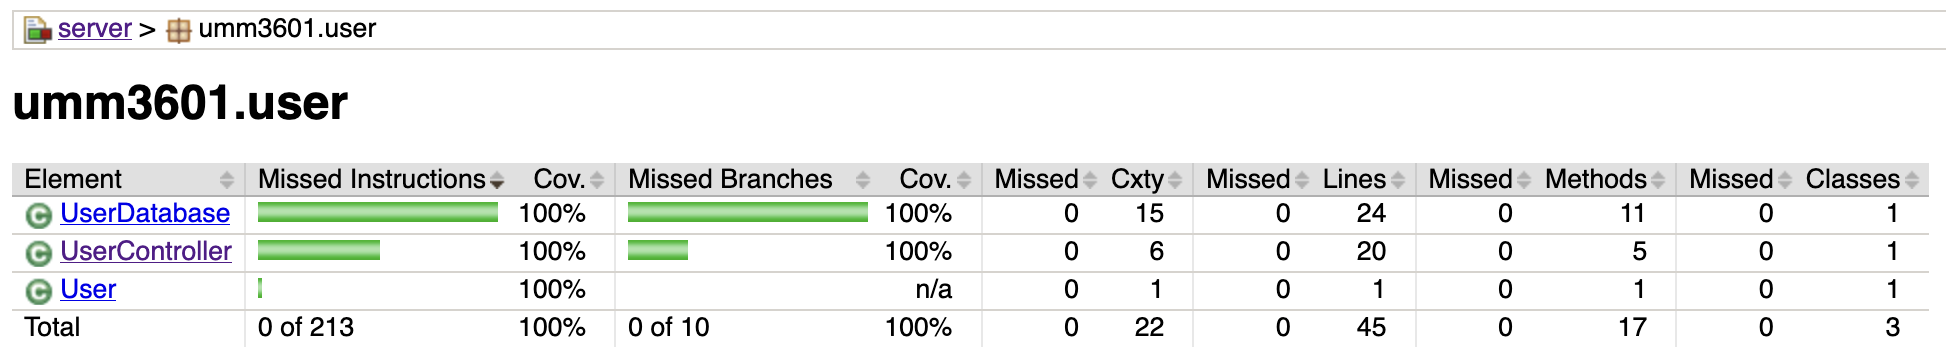 server > umm3601.user
umm3601.user
Element Missed Instructions Cov. Missed Branches Cov. Missed Cxty Missed Lines Missed Methods Missed Classes
C UserDatabase 100% 100% 0 15 0 24 0 11 0 1
C UserController 100% 100% 0 6 0 20 0 5 0 1
C User 100% n/a 0 1 0 1 0 1 0 1
Total 0 of 213 100% 0 of 10 100% 0 22 0 45 0 17 0 3